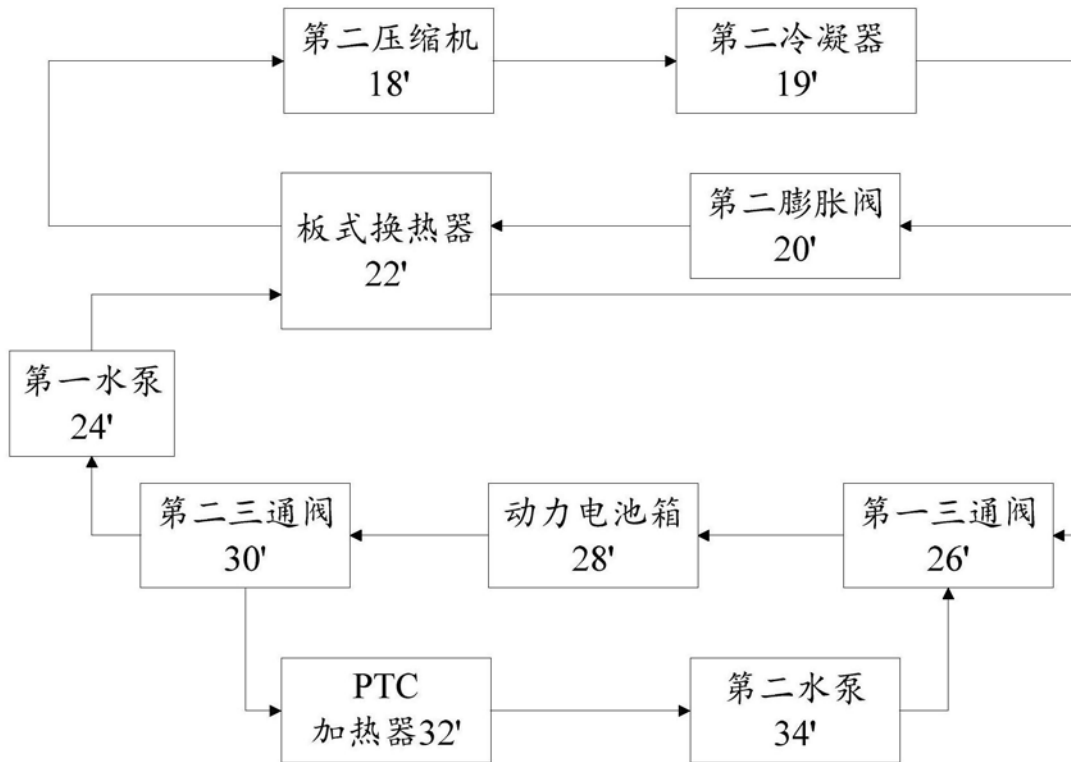 第二压缩机
18'
第二冷凝器
19'
板式换热器
22'
第二膨胀阀
20'
第一水泵
24'
第二三通阀
30'
动力电池箱
28'
第一三通阀
26'
PTC
加热器32'
第二水泵
34'